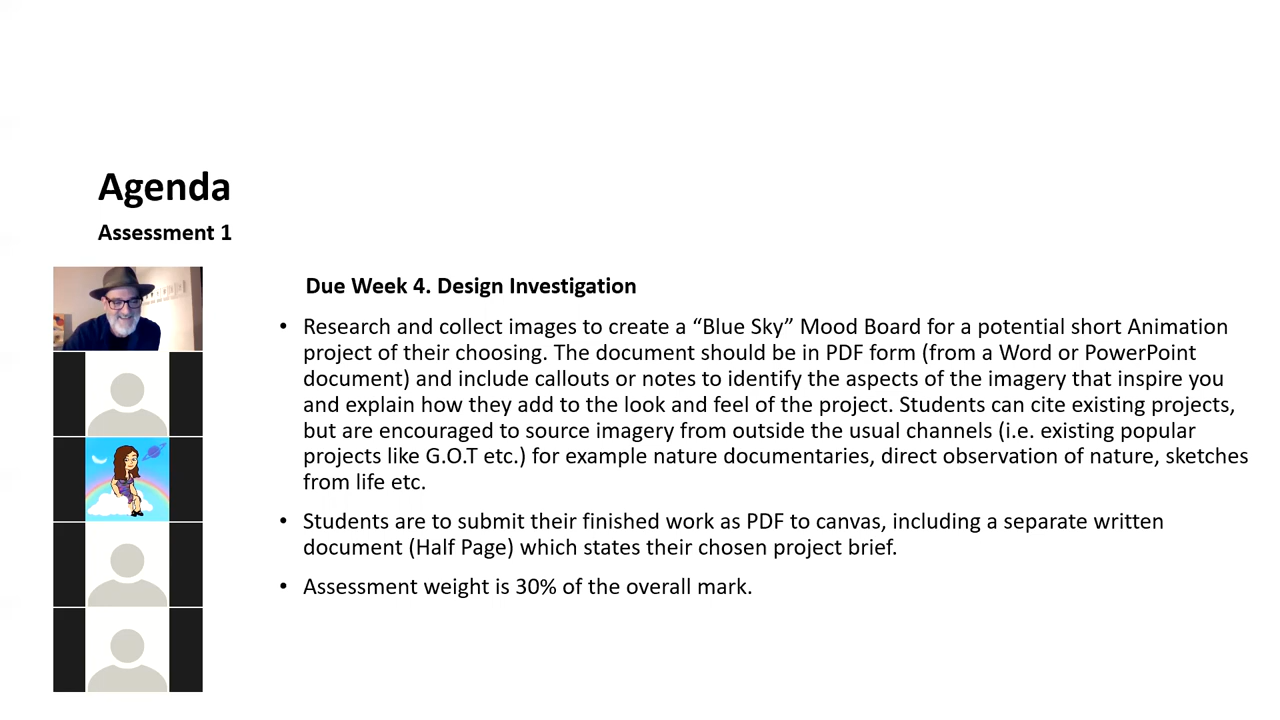 Agenda
Assessment 1
Due Week 4. Design Investigation
• Research and collect images to create a “Blue Sky” Mood Board for a potential short Animation
project of their choosing. The document should be in PDF form (from a Word or PowerPoint
document) and include callouts or notes to identify the aspects of the imagery that inspire you
and explain how they add to the look and feel of the project. Students can cite existing projects,
but are encouraged to source imagery from outside the usual channels (i.e. existing popular
projects like G.O.T etc.) for example nature documentaries, direct observation of nature, sketches
from life etc.
• Students are to submit their finished work as PDF to canvas, including a separate written
document (Half Page) which states their chosen project brief.
• Assessment weight is 30% of the overall mark.